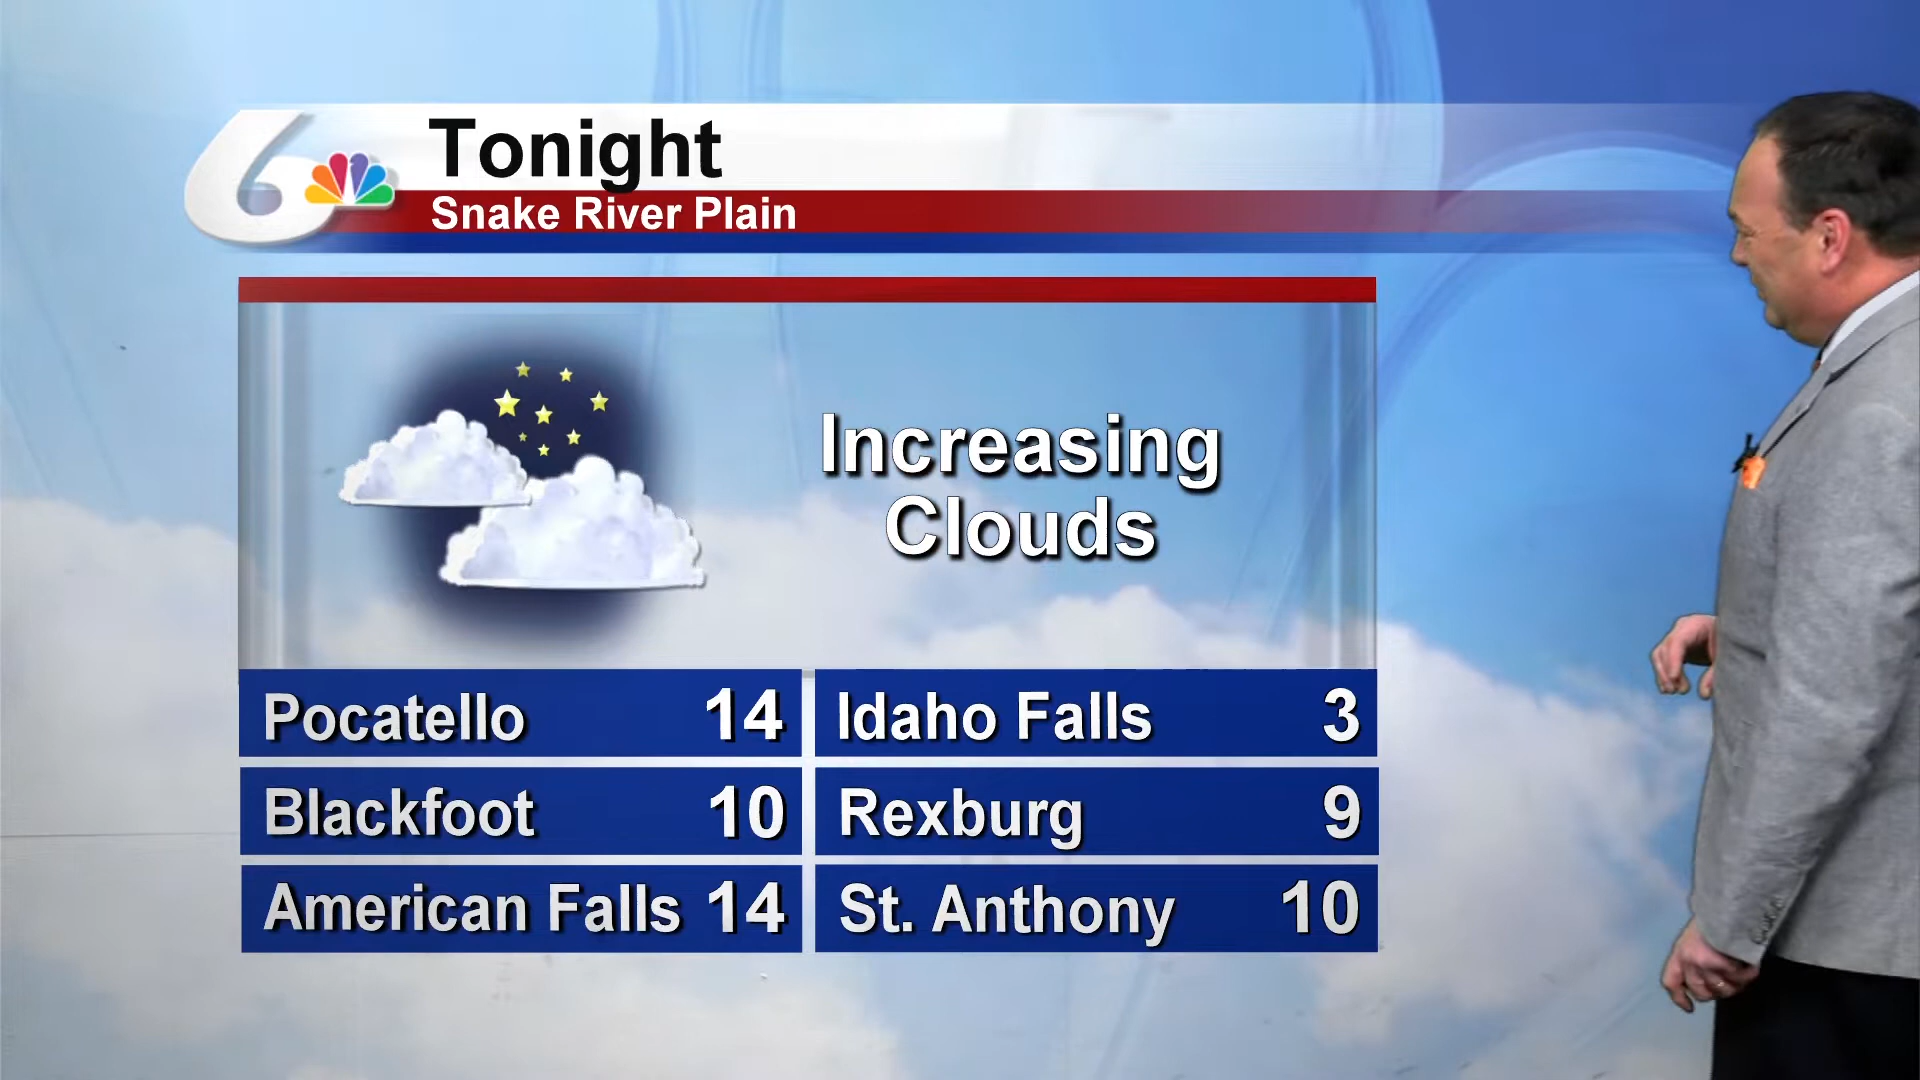 6 Tonight
Snake River Plain
Increasing
Clouds
Pocatello 14 Idaho Falls 3
Blackfoot 10 Rexburg 9
American Falls 14 St. Anthony 10